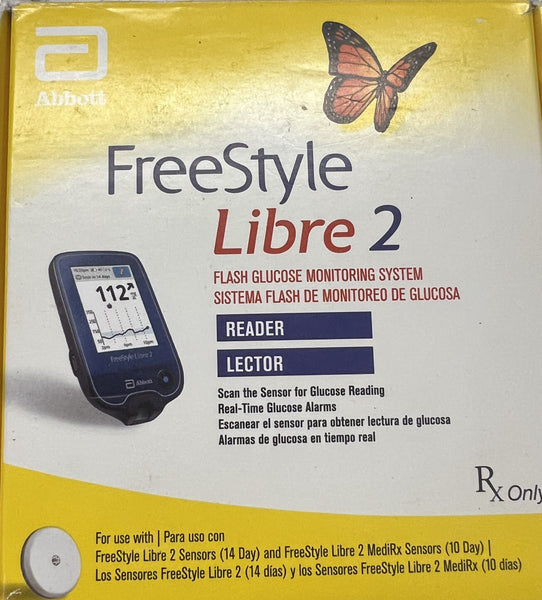 Abbott
FreeStyle
Libre 2
FLASH GLUCOSE MONITORING SYSTEM
SISTEMA FLASH DE MONITOREO DE GLUCOSA
READER
LECTOR
Scan the Sensor for Glucose Reading
Real-Time Glucose Alarms
Escanear el sensor para obtener lectura de glucosa
Alarmas de glucosa en tiempo real
112
FreeStyle Libre 2
Abbott
Rx Only
For use with | Para uso con
FreeStyle Libre 2 Sensors (14 Day) and FreeStyle Libre 2 MediRx Sensors (10 Day) |
Los Sensores FreeStyle Libre 2 (14 días) y los Sensores FreeStyle Libre 2 MediRx (10 días)